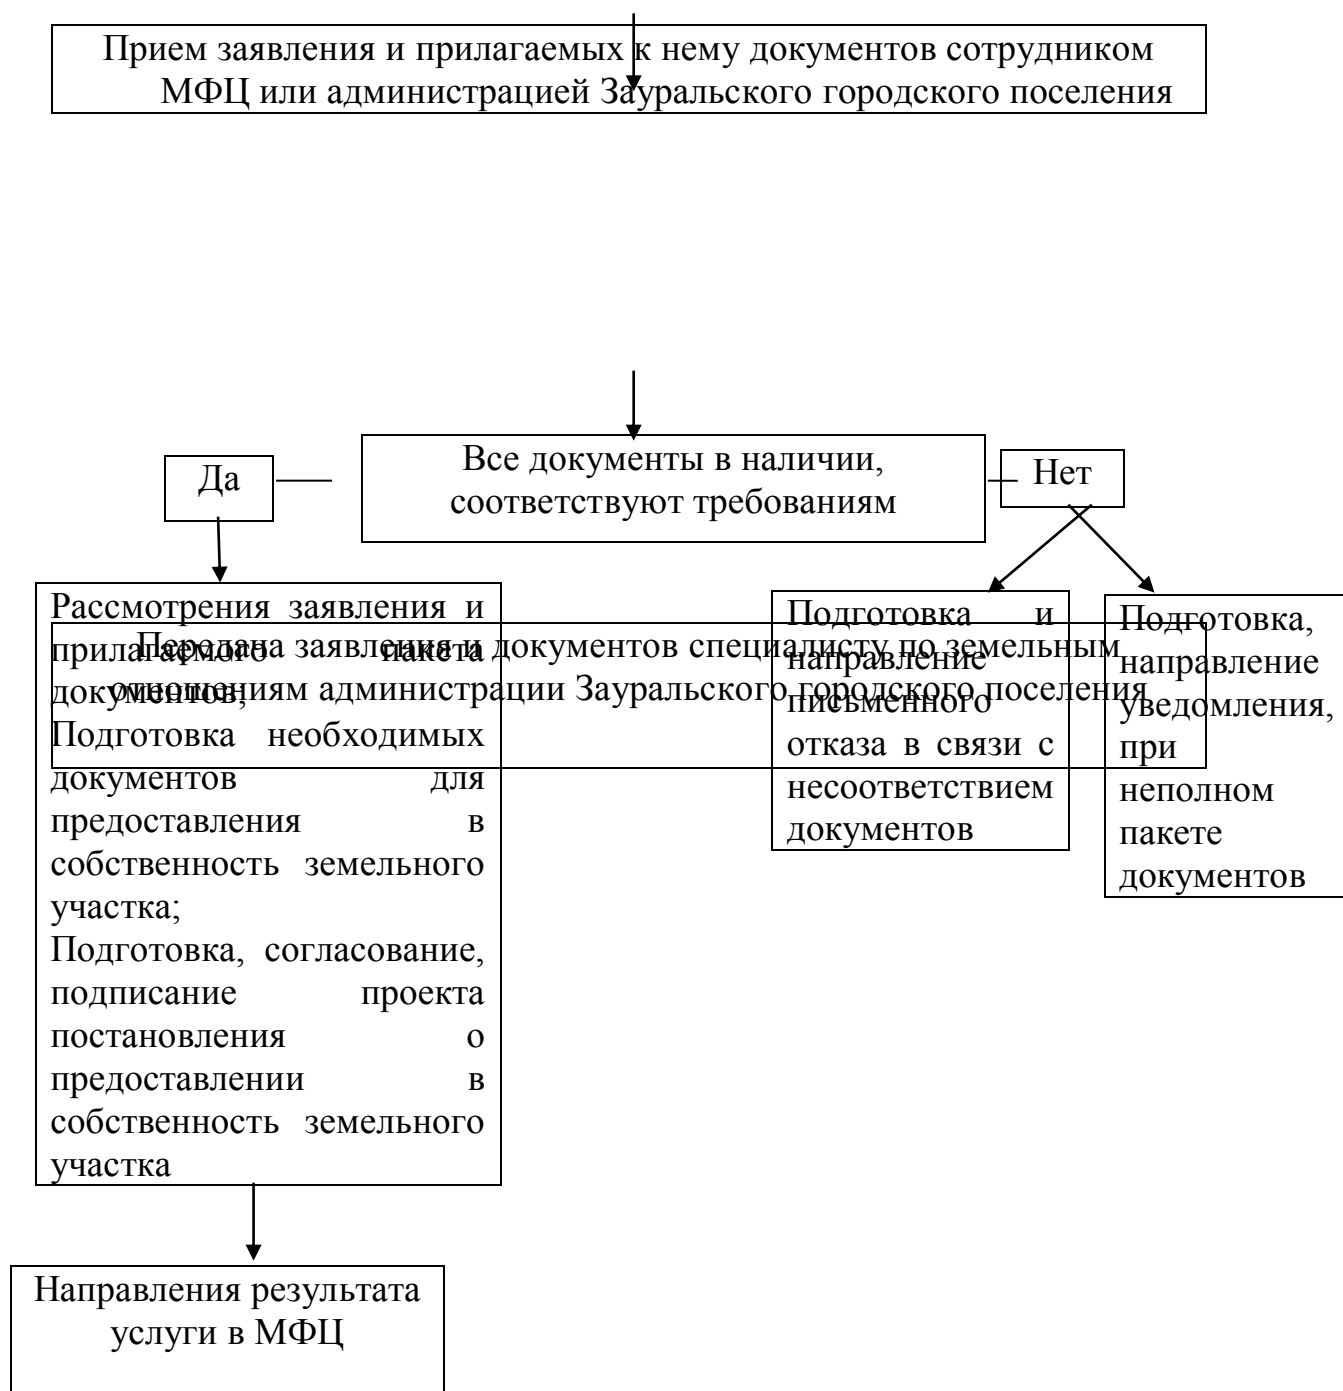 Прием заявления и прилагаемых к нему документов сотрудником
МФЦ или администрацией Зауральского городского поселения
Все документы в наличии,
соответствуют требованиям
Да
Нет
Рассмотрения заявления и
прилагаемого пакета
документов;
Подготовка необходимых
документов для
предоставления в
собственность земельного
участка;
Подготовка, согласование,
подписание проекта
постановления о
предоставлении в
собственность земельного
участка
Передана заявления и документов специалисту по земельным
отношениям администрации Зауральского городского поселения
Подготовка и
направление
письменного
отказа в связи с
несоответствием
документов
Подготовка,
направление
уведомления,
при
неполном
пакете
документов
Направления результата
услуги в МФЦ